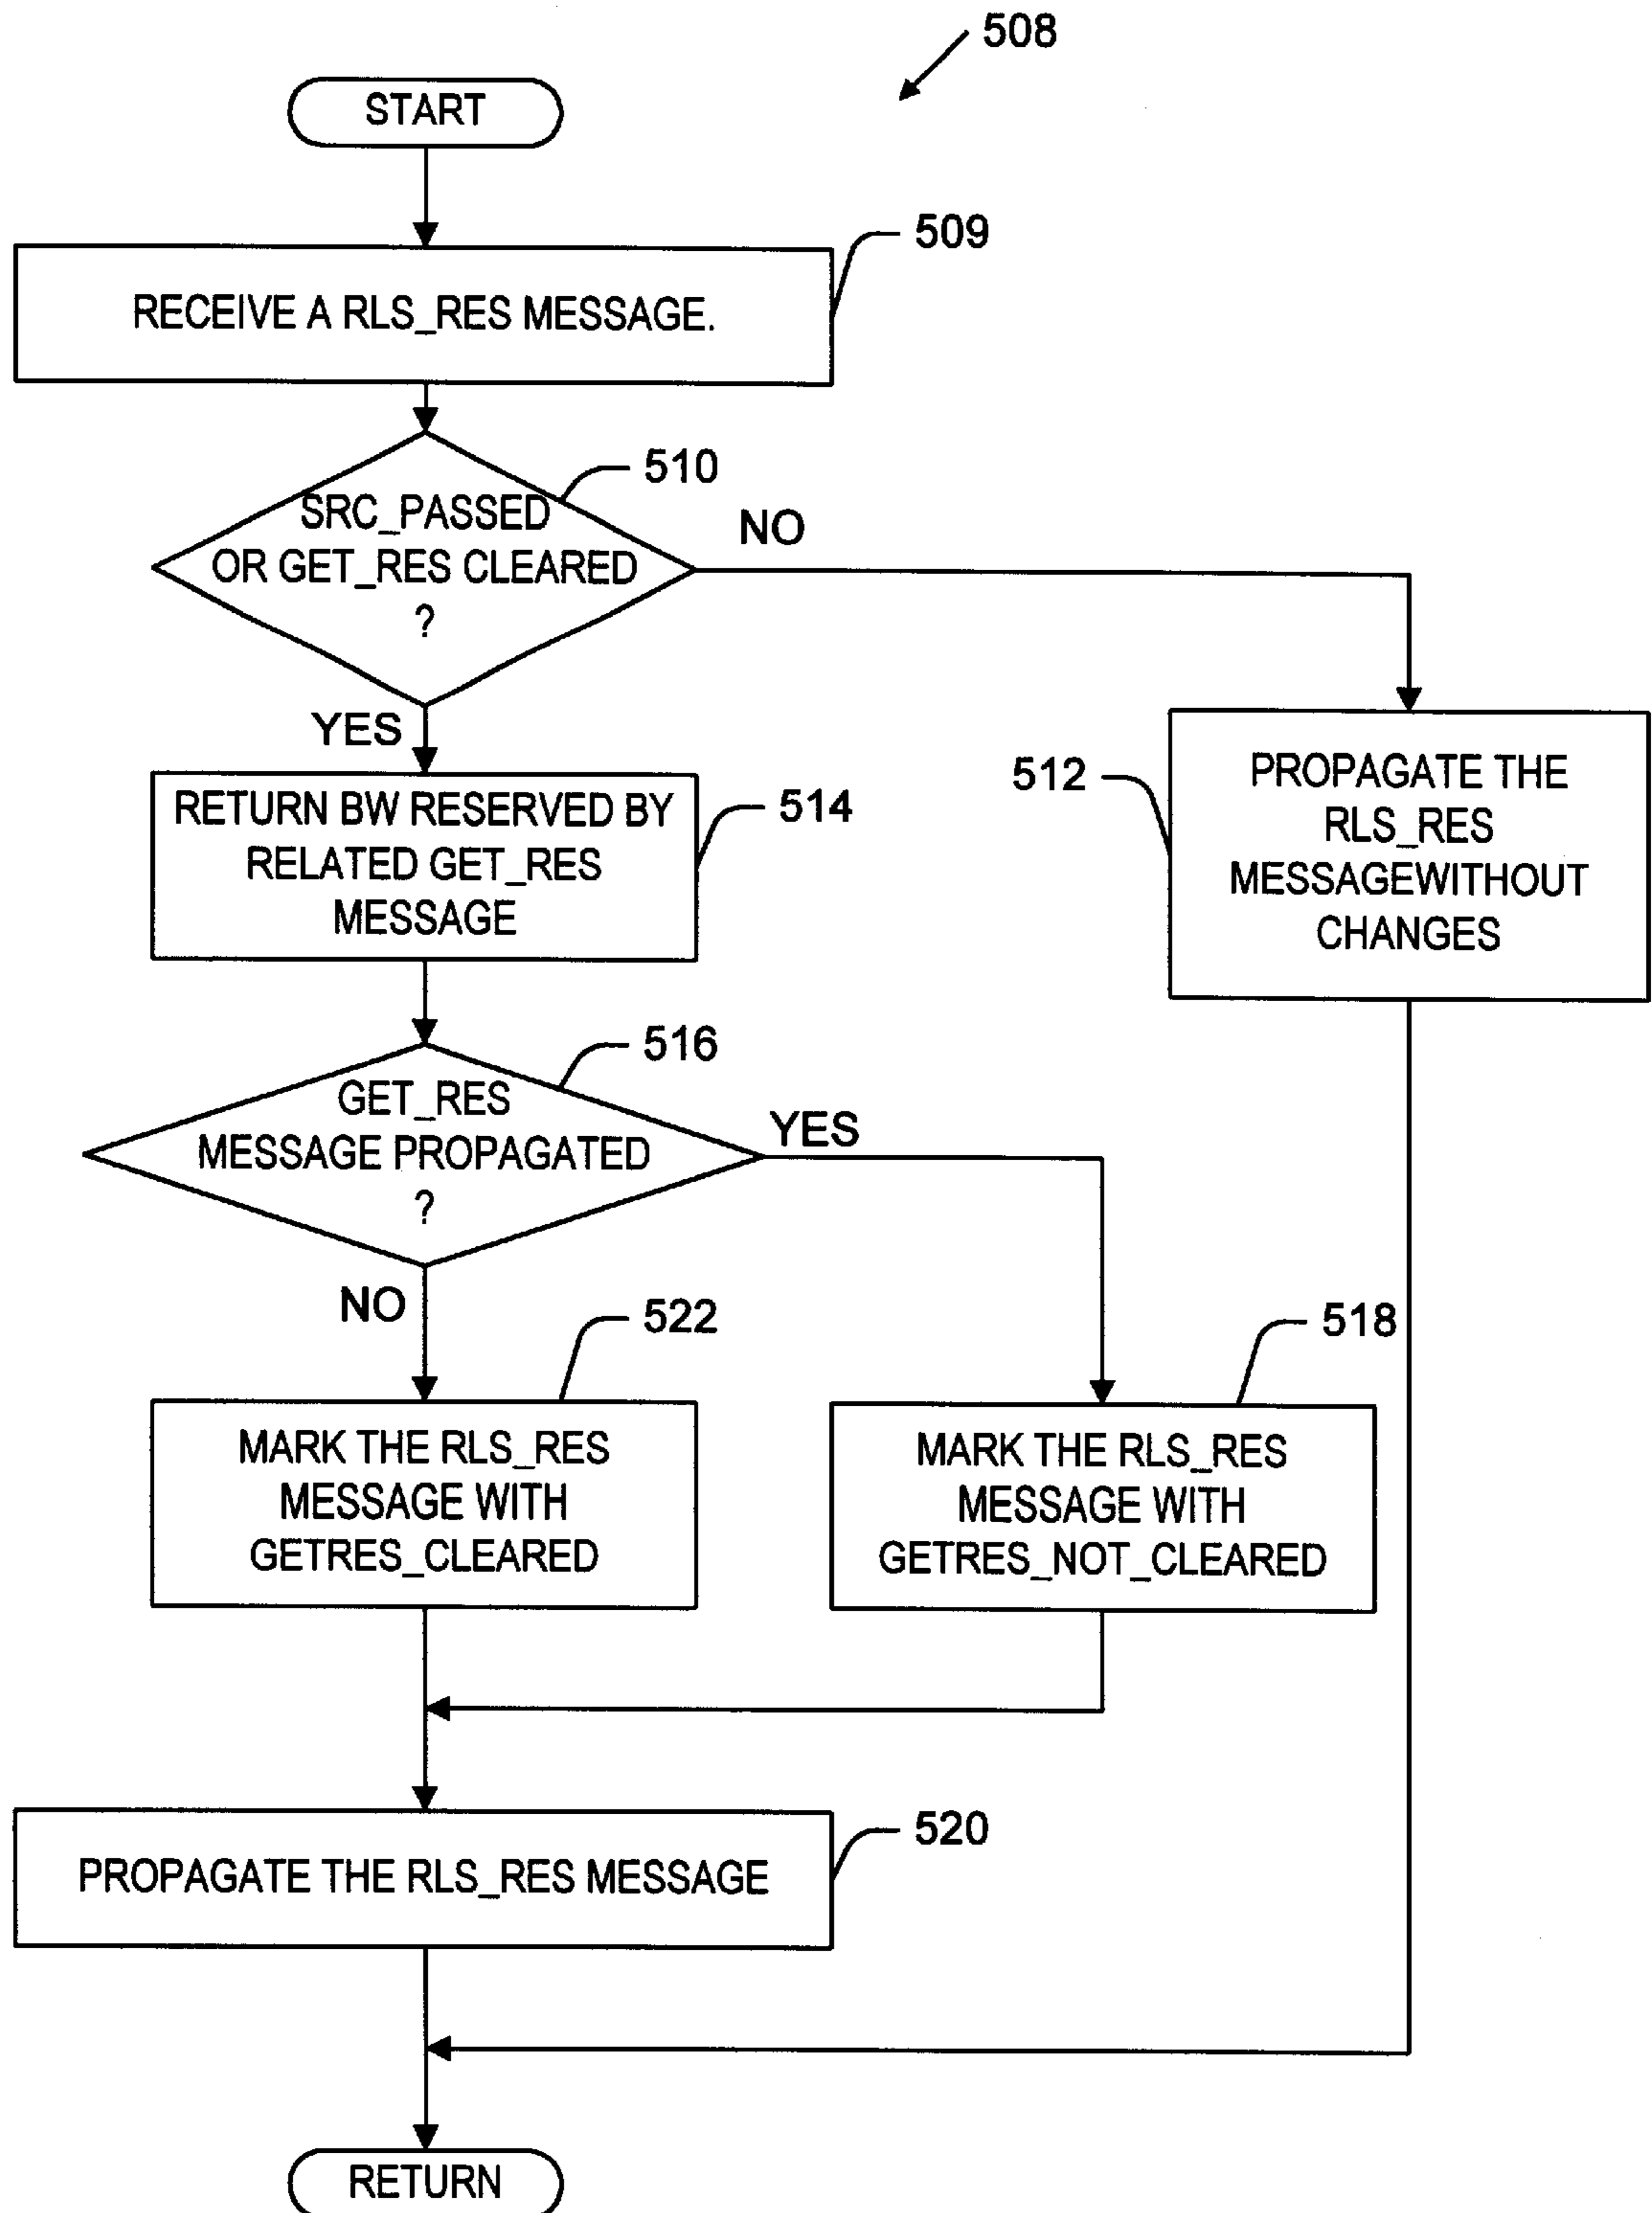 508
START
509
RECEIVE A RLS_RES MESSAGE.
510
SRC_PASSED
OR GET_RES CLEARED
?
NO
YES
514
RETURN BW RESERVED BY
RELATED GET_RES
MESSAGE
512
PROPAGATE THE
RLS_RES
MESSAGEWITHOUT
CHANGES
516
GET_RES
MESSAGE PROPAGATED
?
YES
NO
522
MARK THE RLS_RES
MESSAGE WITH
GETRES_CLEARED
518
MARK THE RLS_RES
MESSAGE WITH
GETRES_NOT_CLEARED
520
PROPAGATE THE RLS_RES MESSAGE
RETURN